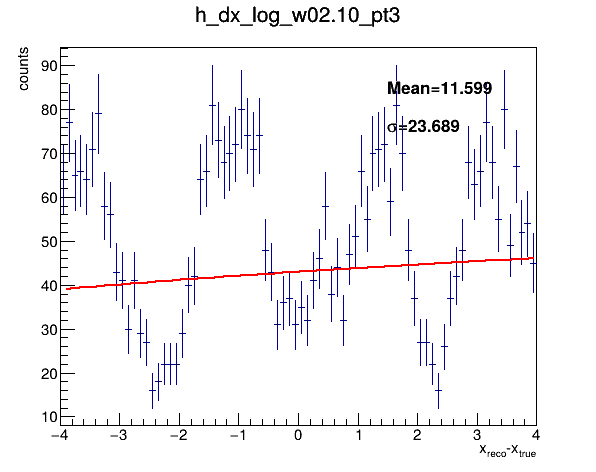 h_dx_log_w02.10_pt3
counts
90
80
70
60
50
40
30
20
10
Mean=11.599
σ=23.689
−4 −3 −2 −1 0 1 2 3 4
x_reco-x_true